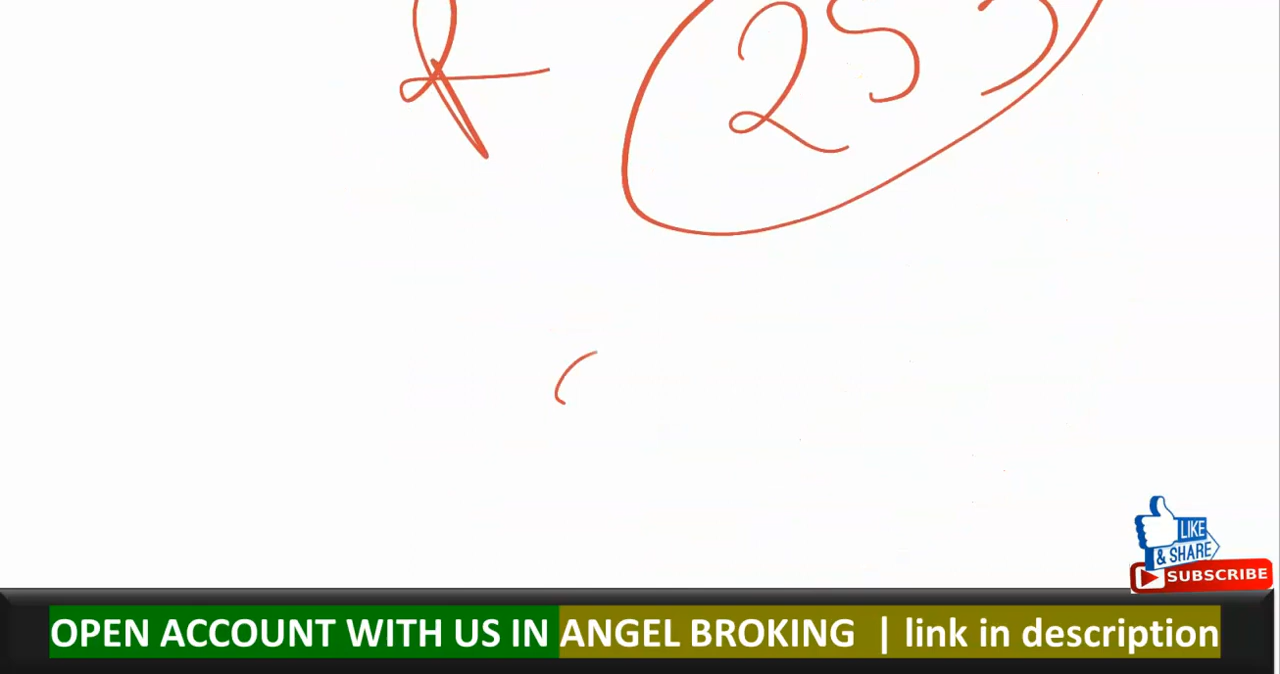 R 253
LIKE
& SHARE
SUBSCRIBE
OPEN ACCOUNT WITH US IN ANGEL BROKING | link in description